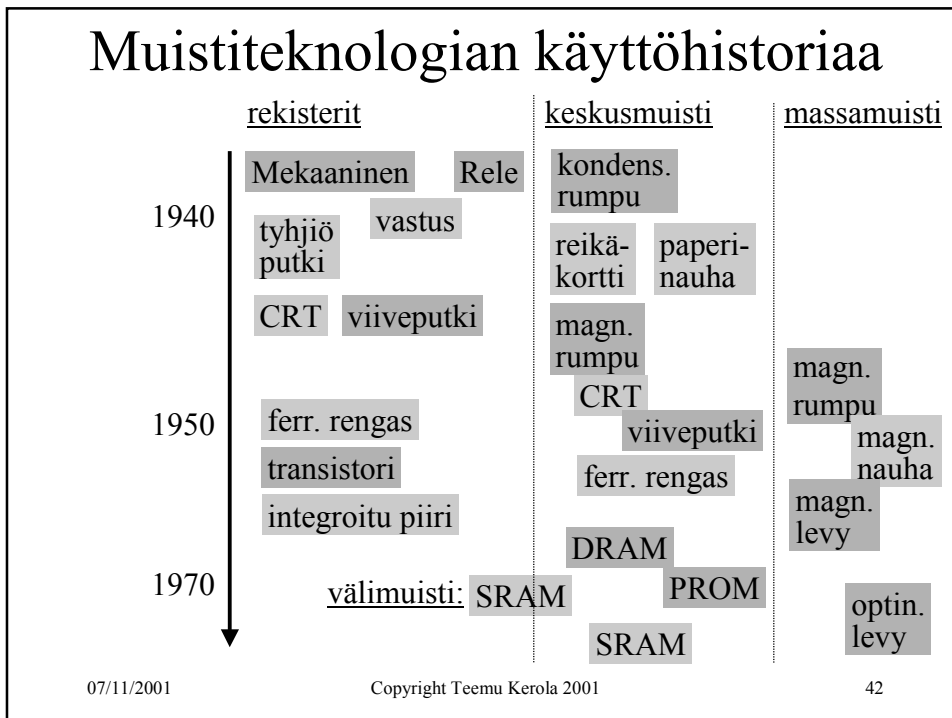 Muistiteknologian käyttöhistoriaa
rekisterit keskusmuisti massamuisti
Mekaaninen Rele kondens.
rumpu
1940
tyhjiö
putki
vastus
reikä-
kortti
paperi-
nauha
CRT viiveputki magn.
rumpu
magn.
rumpu
CRT
1950
ferr. rengas
viiveputki
magn.
nauha
transistori
ferr. rengas
magn.
levy
integroitu piiri
DRAM
1970
välimuisti: SRAM
PROM
optin.
levy
SRAM
07/11/2001 Copyright Teemu Kerola 2001 42